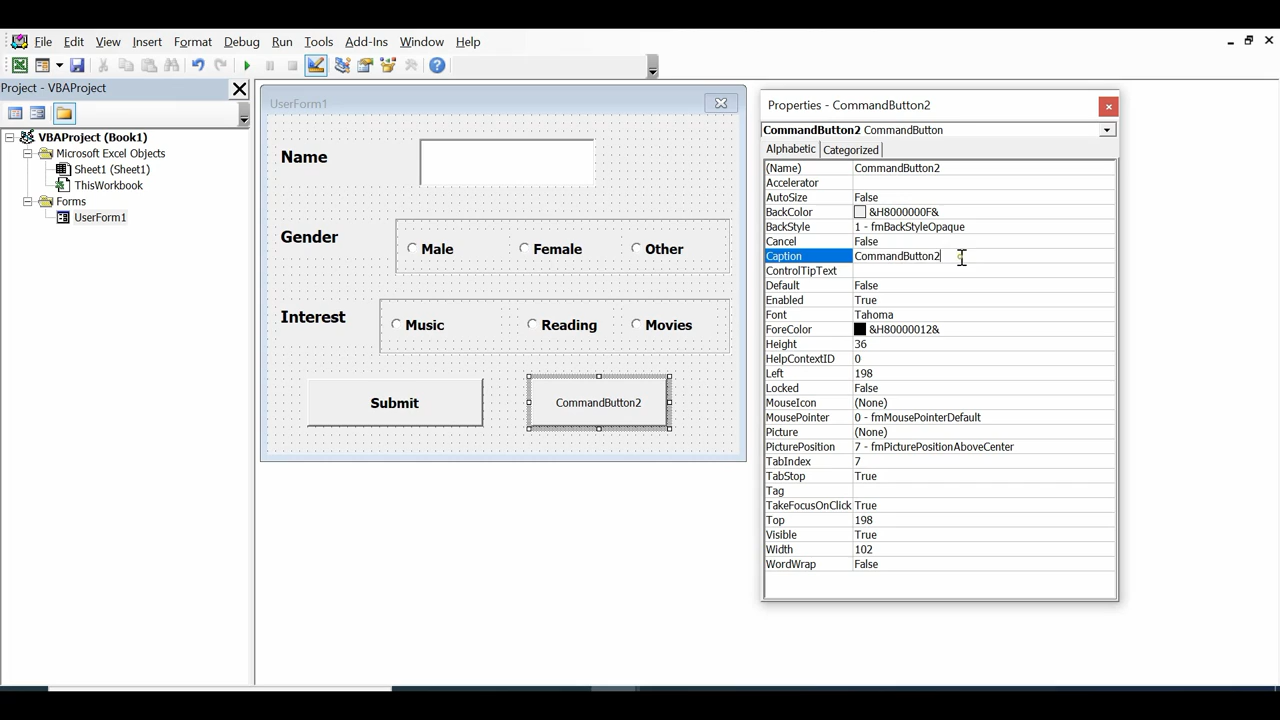 File Edit View Insert Format Debug Run Tools Add-Ins Window Help
Project - VBAProject
VBAProject (Book1)
Microsoft Excel Objects
Sheet1 (Sheet1)
ThisWorkbook
Forms
UserForm1
UserForm1
Name
Gender
Male Female Other
Interest
Music Reading Movies
Submit CommandButton2
Properties - CommandButton2
CommandButton2 CommandButton
Alphabetic Categorized
(Name) CommandButton2
Accelerator
AutoSize False
BackColor &H8000000F&
BackStyle 1 - fmBackStyleOpaque
Cancel False
Caption CommandButton2
ControlTipText
Default False
Enabled True
Font Tahoma
ForeColor &H80000012&
Height 36
HelpContextID 0
Left 198
Locked False
MouseIcon (None)
MousePointer 0 - fmMousePointerDefault
Picture (None)
PicturePosition 7 - fmPicturePositionAboveCenter
TabIndex 7
TabStop True
Tag
TakeFocusOnClick True
Top 198
Visible True
Width 102
WordWrap False